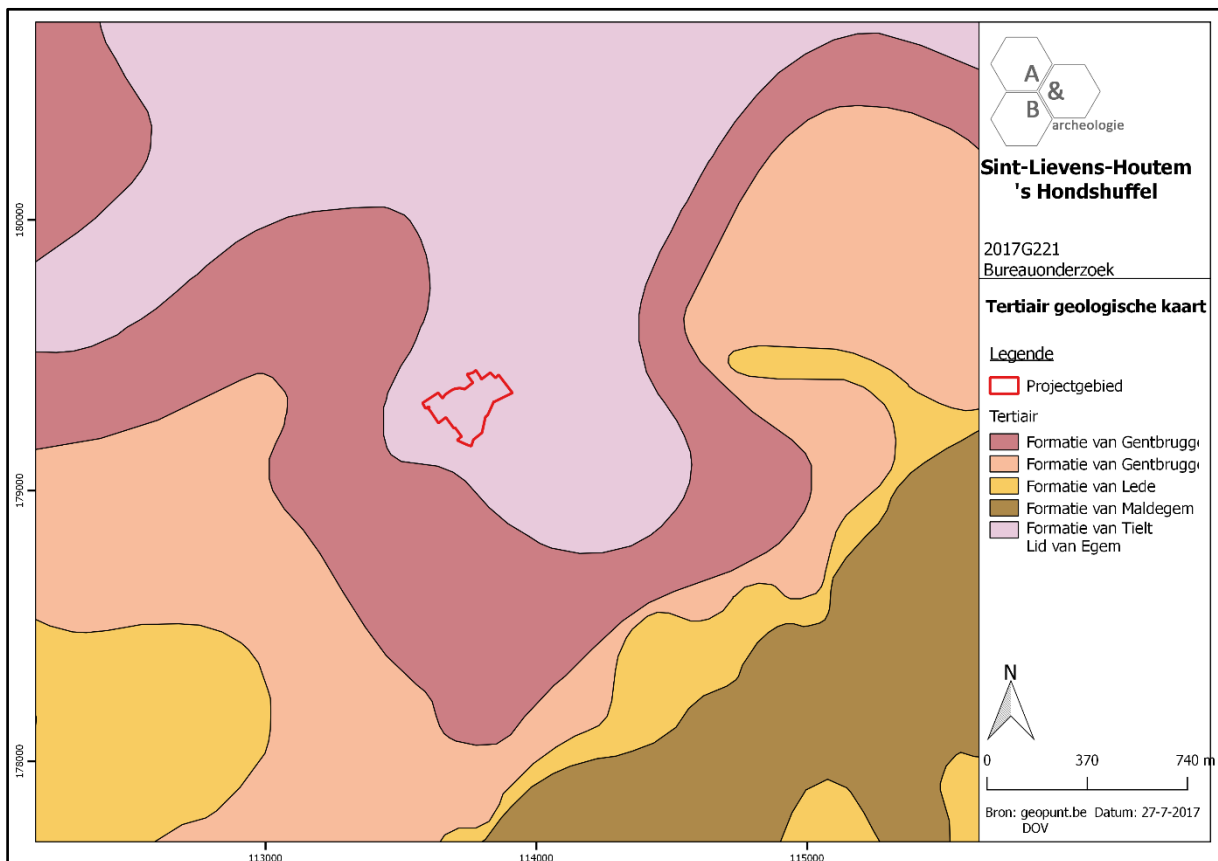 A
&
B
archeologie
Sint-Lievens-Houtem
's Hondshuffel
2017G221
Bureauonderzoek
Tertiair geologische kaart
Legende
Projectgebied
Tertiair
Formatie van Gentbrugge
Formatie van Gentbrugge
Formatie van Lede
Formatie van Maldegem
Formatie van Tielt
Lid van Egem
N
0 370 740 m
Bron: geopunt.be Datum: 27-7-2017
DOV
180000
179000
178000
113000 114000 115000